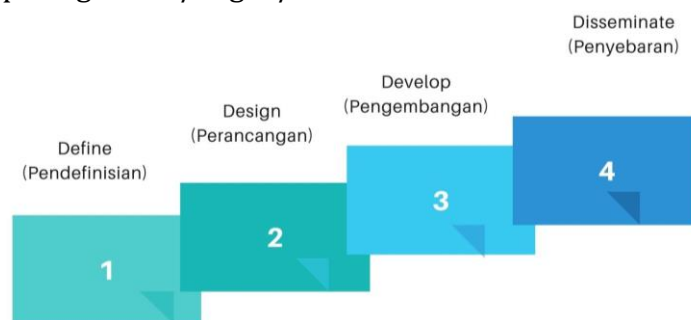 Define
(Pendefinisian)
1
Design
(Perancangan)
2
Develop
(Pengembangan)
3
Disseminate
(Penyebaran)
4